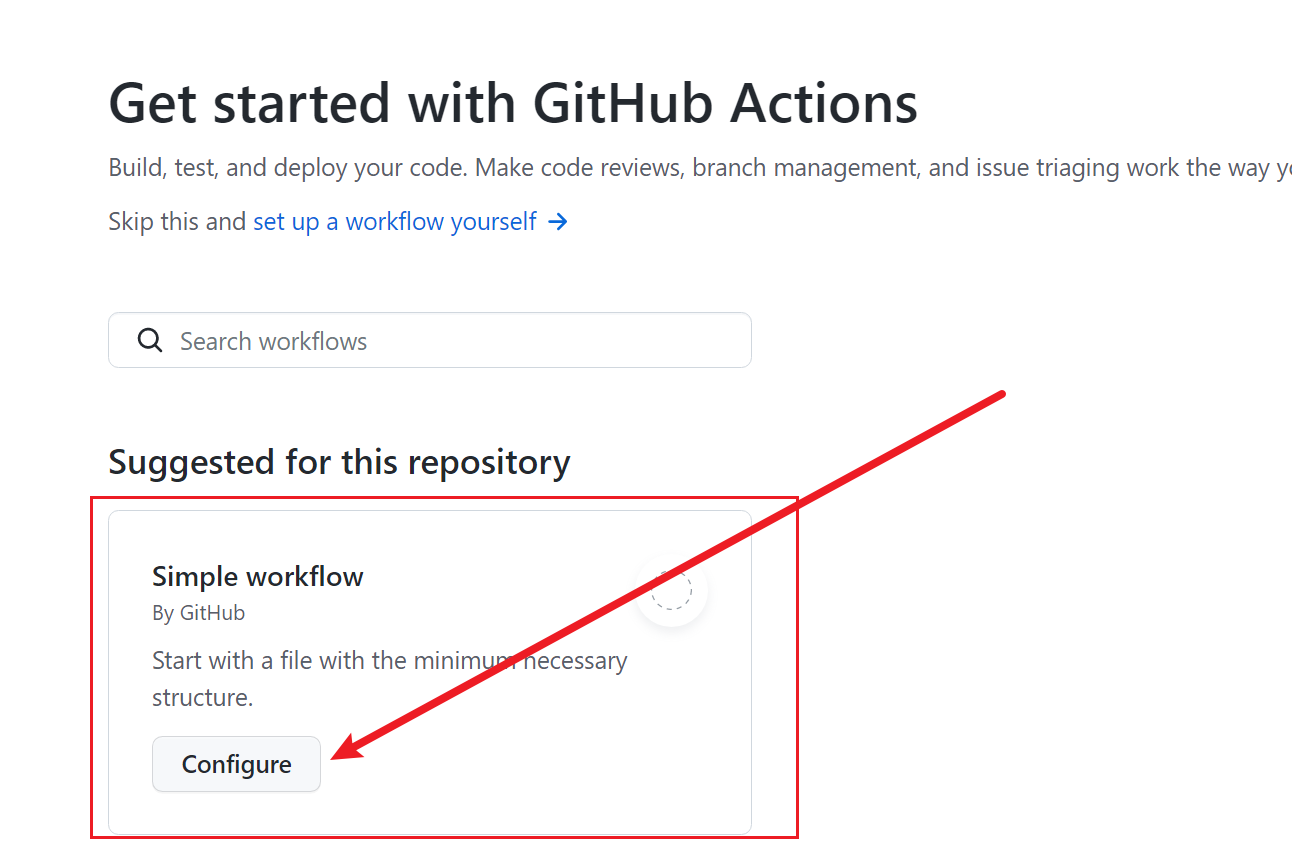 Get started with GitHub Actions
Build, test, and deploy your code. Make code reviews, branch management, and issue triaging work the way
Skip this and set up a workflow yourself →
Search workflows
Suggested for this repository
Simple workflow
By GitHub
Start with a file with the minimum necessary
structure.
Configure